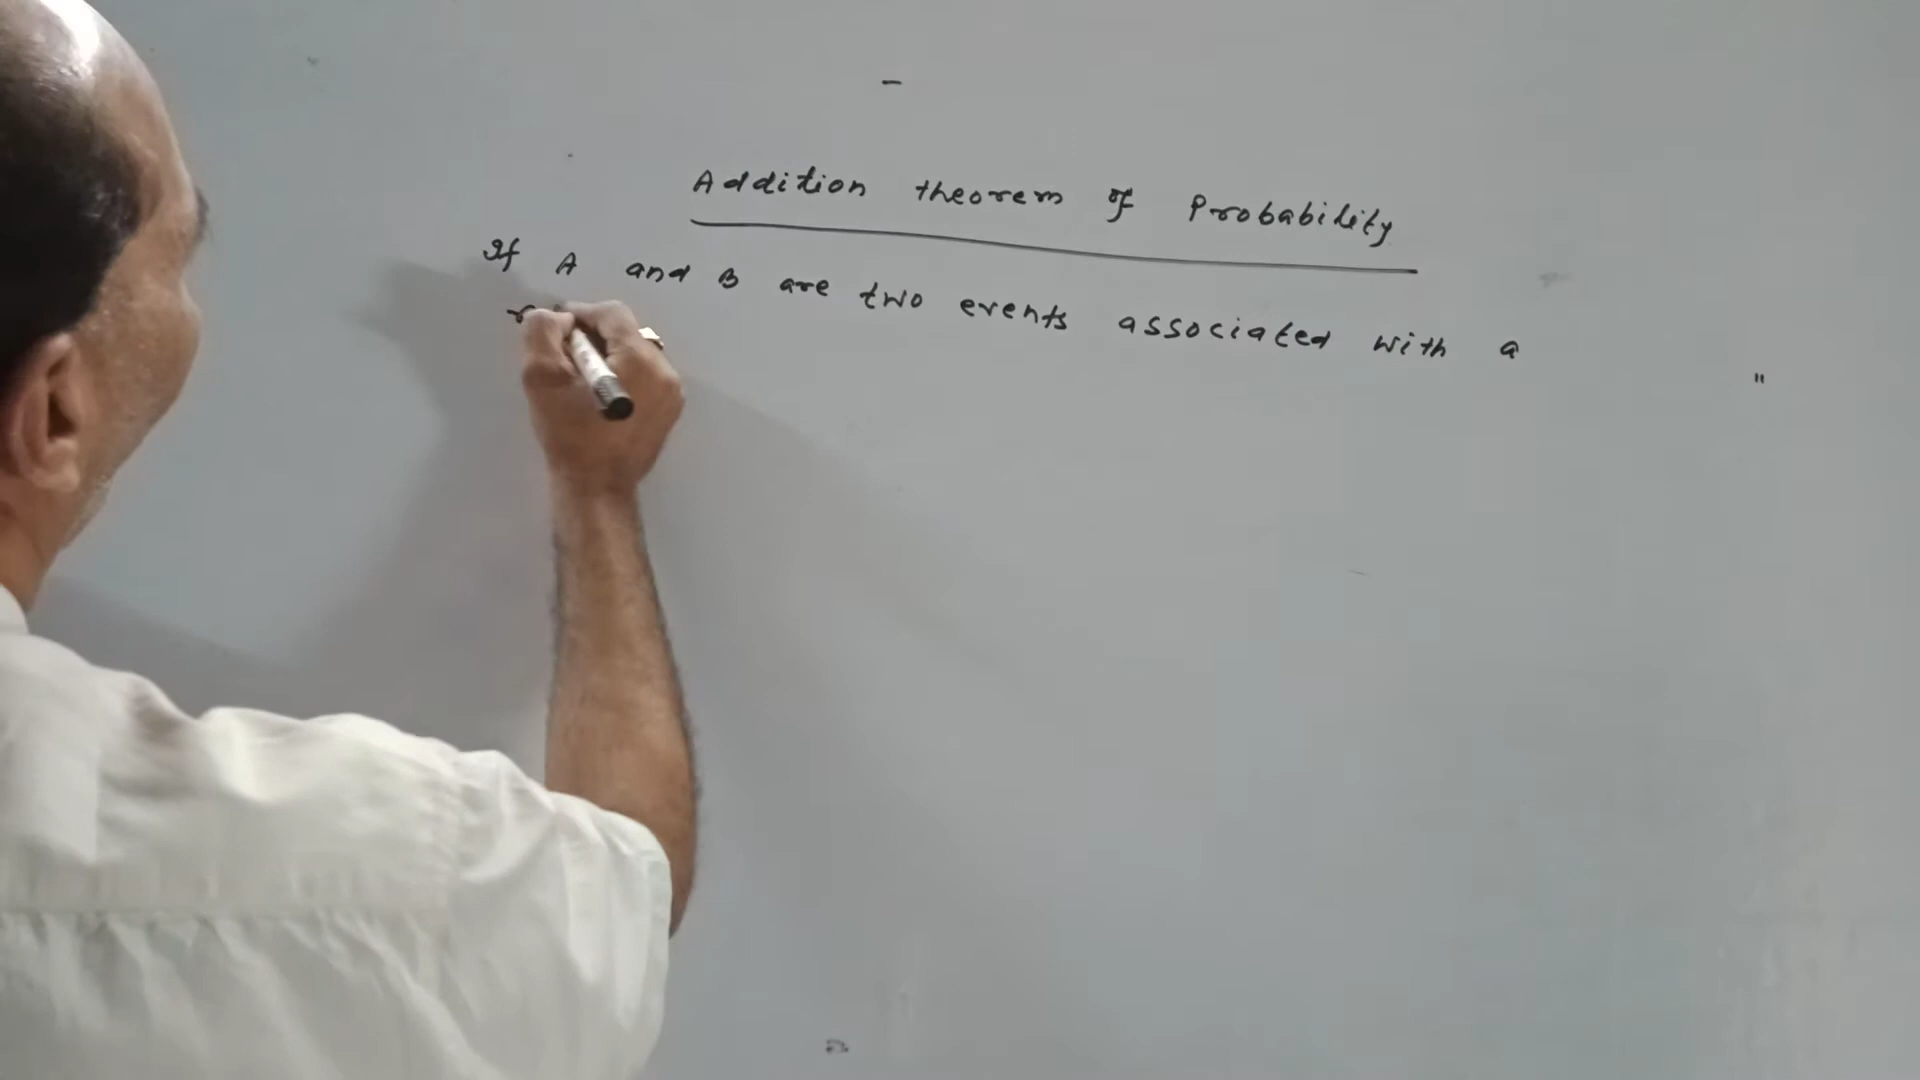 Addition theorem of Probability
If A and B are two events associated with a